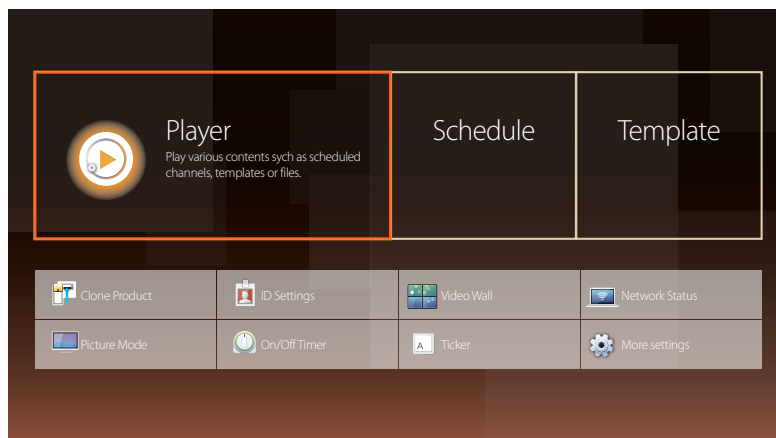 Player
Play various contents sych as scheduled
channels, templates or files.
Schedule
Template
Clone Product
ID Settings
Video Wall
Network Status
Picture Mode
On/Off Timer
A
Ticker
More settings